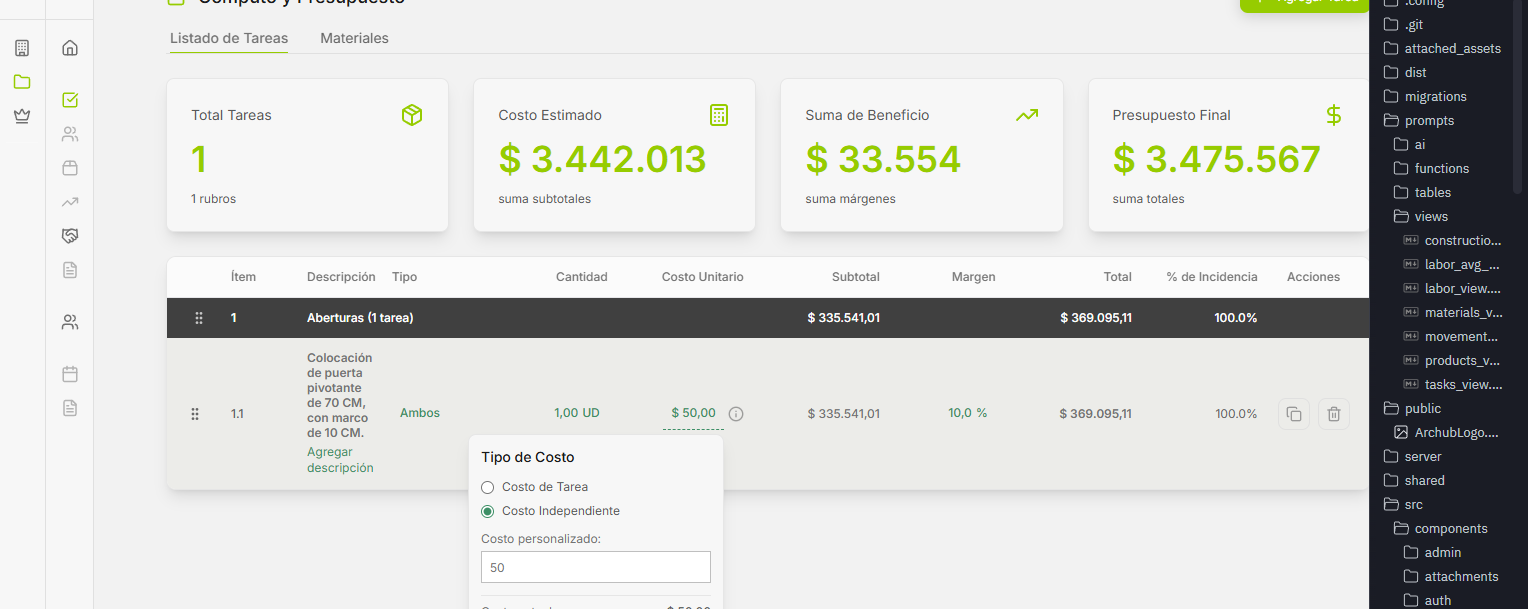 Cómputo y Presupuesto
Agregar Tarea
Listado de Tareas
Materiales
Total Tareas
1
1 rubros
Costo Estimado
$ 3.442.013
suma subtotales
Suma de Beneficio
$ 33.554
suma márgenes
Presupuesto Final
$ 3.475.567
suma totales
Ítem Descripción Tipo Cantidad Costo Unitario Subtotal Margen Total % de Incidencia Acciones
1 Aberturas (1 tarea) $ 335.541,01 $ 369.095,11 100.0%
Colocación
de puerta
pivotante
de 70 CM,
con marco
de 10 CM.
Agregar
descripción
1.1 Ambos 1,00 UD $ 50,00 $ 335.541,01 10,0 % $ 369.095,11 100.0%
Tipo de Costo
Costo de Tarea
Costo Independiente
Costo personalizado:
50
$ 50,00
.config
.git
attached_assets
dist
migrations
prompts
ai
functions
tables
views
constructio...
labor_avg_...
labor_view....
materials_v...
movement...
products_v...
tasks_view....
public
ArchubLogo....
server
shared
src
components
admin
attachments
auth